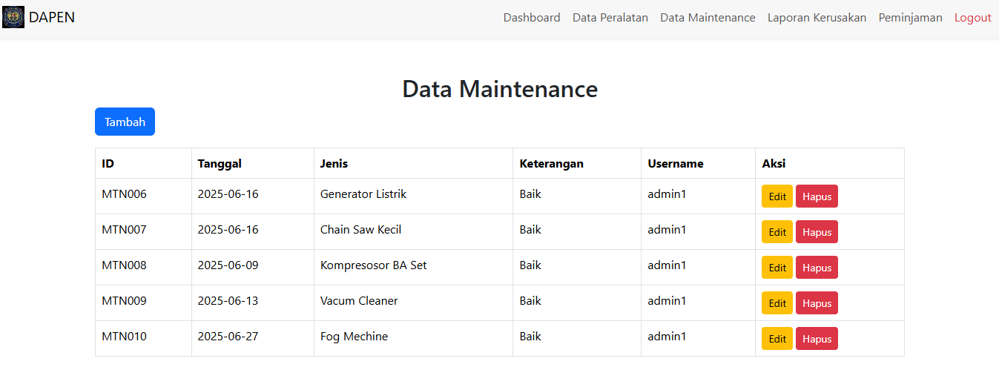 DAPEN Dashboard Data Peralatan Data Maintenance Laporan Kerusakan Peminjaman Logout
Data Maintenance
Tambah
ID Tanggal Jenis Keterangan Username Aksi
MTN006 2025-06-16 Generator Listrik Baik admin1 Edit Hapus
MTN007 2025-06-16 Chain Saw Kecil Baik admin1 Edit Hapus
MTN008 2025-06-09 Kompresosor BA Set Baik admin1 Edit Hapus
MTN009 2025-06-13 Vacum Cleaner Baik admin1 Edit Hapus
MTN010 2025-06-27 Fog Mechine Baik admin1 Edit Hapus